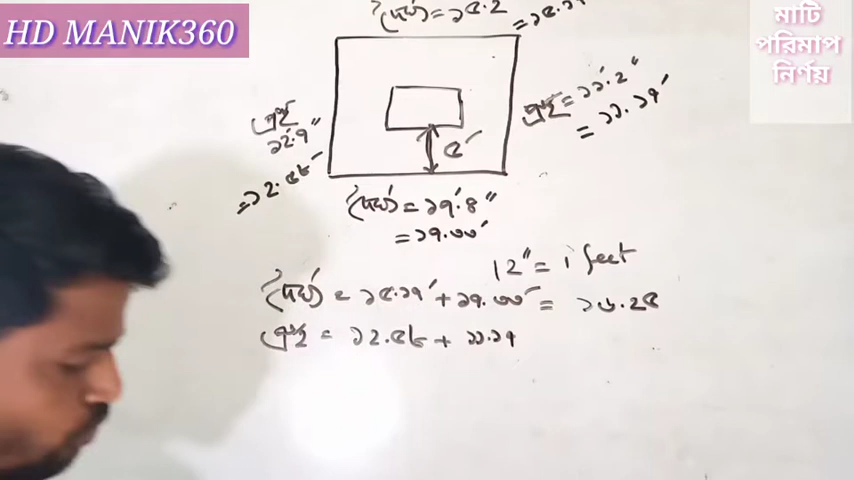 HD MANIK360
মাটি
পরিমাপ
নির্ণয়
দৈর্ঘ্য = ১৫.২
= ১৫.১৭
প্রস্থ = ১১'.২"
= ১১.১৭'
প্রস্থ
১২'.৭"
= ১২.৫৮'
৫'
দৈর্ঘ্য = ১৭'.৪"
= ১৭.৩৩'
12" = 1 feet
দৈর্ঘ্য = ১৫.১৭' + ১৭.৩৩' = ১৬.২৫
প্রস্থ = ১২.৫৮ + ১১.১৭